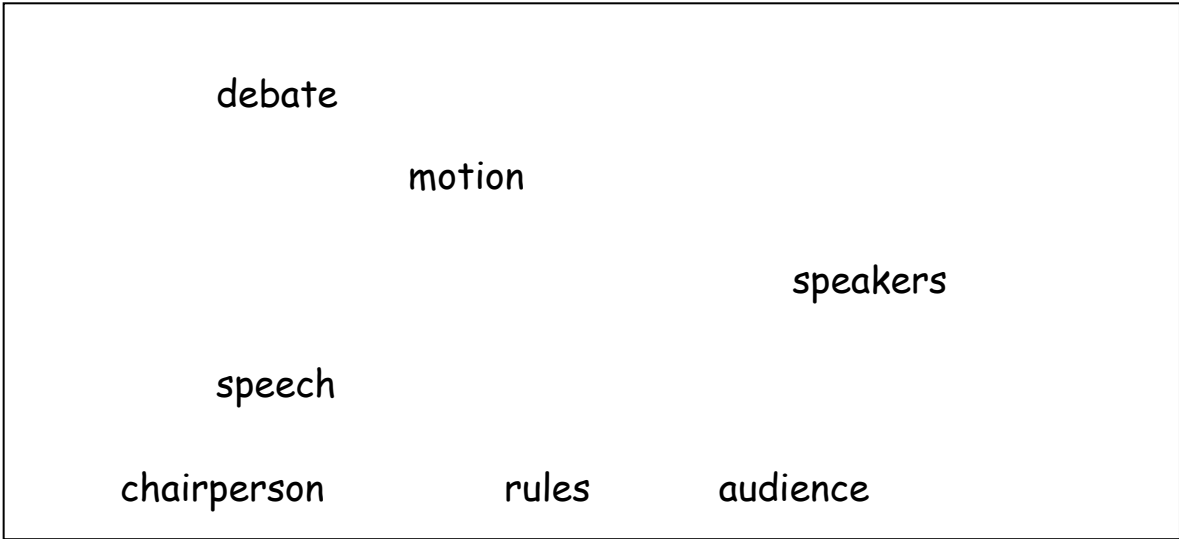 debate
motion
speakers
speech
chairperson rules audience